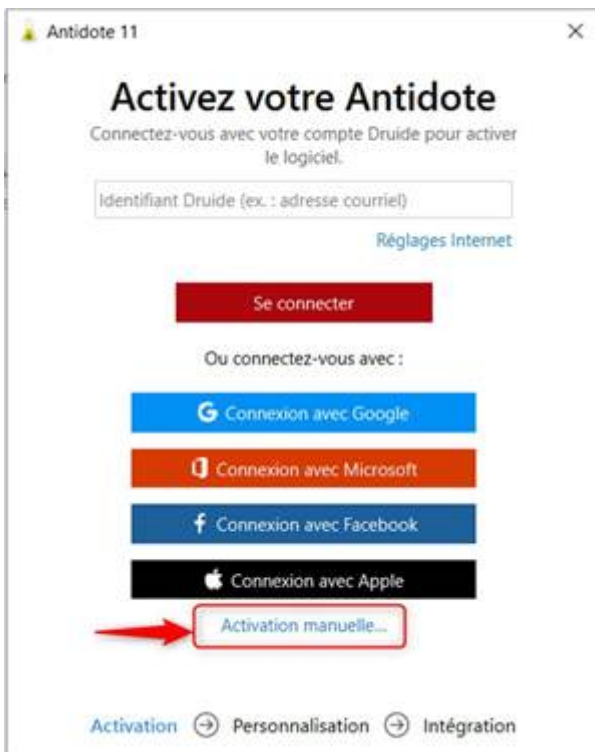 Antidote 11
Activez votre Antidote
Connectez-vous avec votre compte Druide pour activer
le logiciel.
Identifiant Druide (ex. : adresse courriel)
Réglages Internet
Se connecter
Ou connectez-vous avec :
Connexion avec Google
Connexion avec Microsoft
Connexion avec Facebook
Connexion avec Apple
Activation manuelle...
Activation Personnalisation Intégration